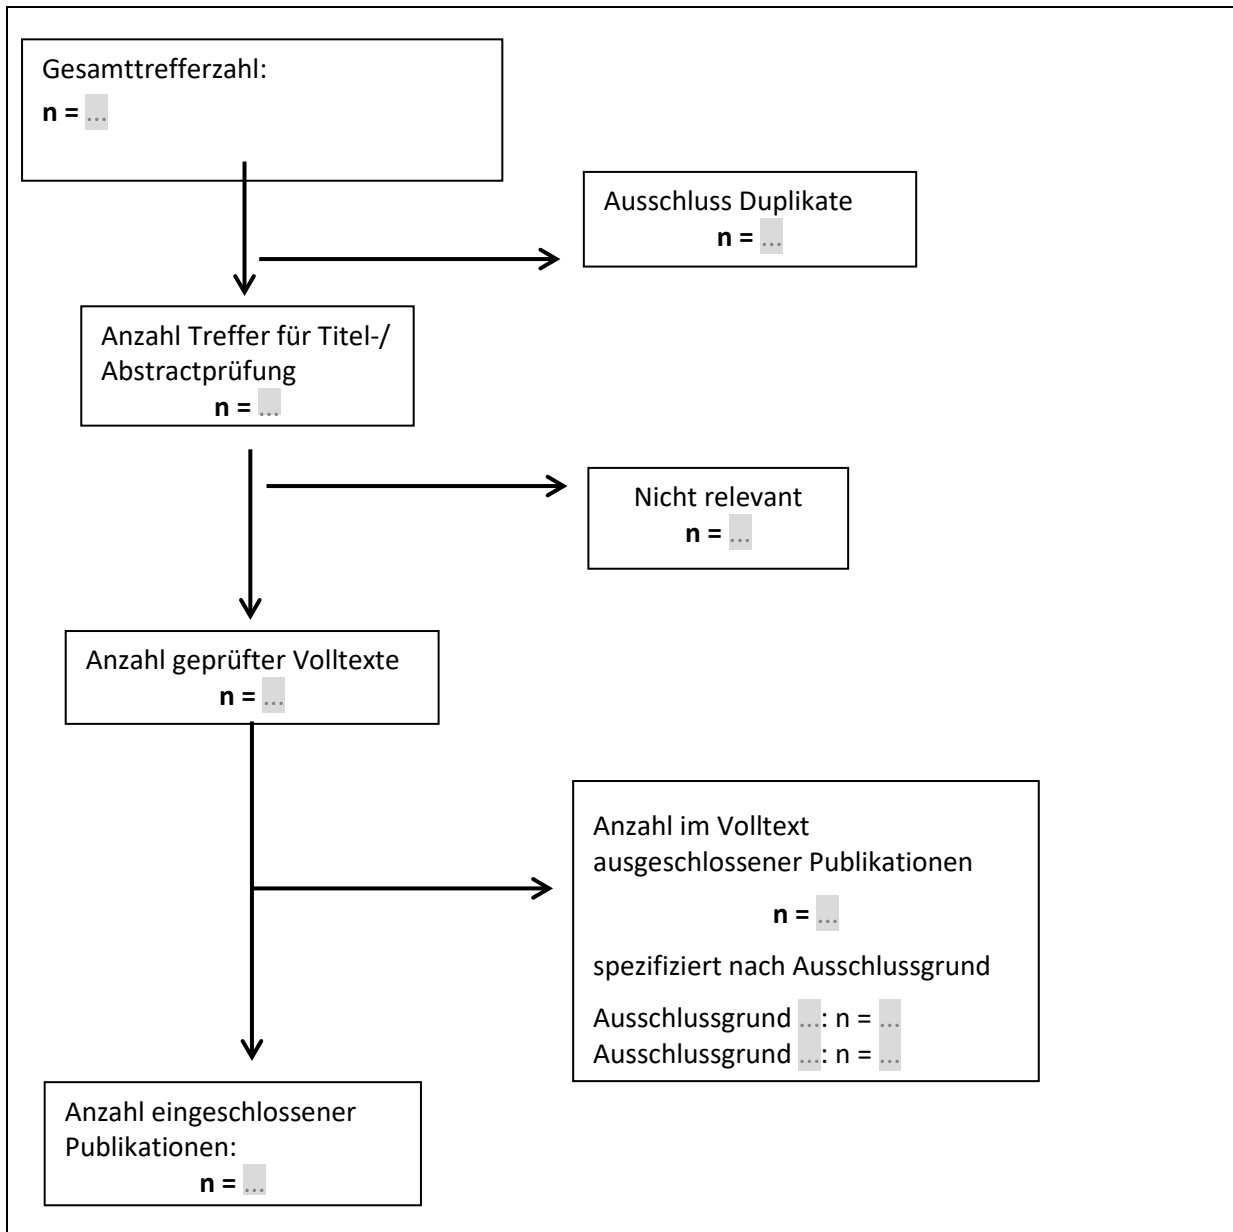 Gesamttrefferzahl:
n = ...
Ausschluss Duplikate
n = ...
Anzahl Treffer für Titel-/
Abstractprüfung
n = ...
Nicht relevant
n = ...
Anzahl geprüfter Volltexte
n = ...
Anzahl im Volltext
ausgeschlossener Publikationen
n = ...
spezifiziert nach Ausschlussgrund
Ausschlussgrund ...: n = ...
Ausschlussgrund ...: n = ...
Anzahl eingeschlossener
Publikationen:
n = ...